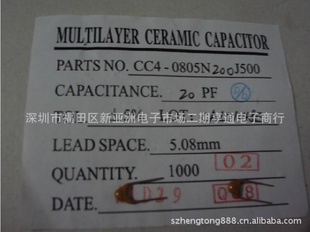 MULTILAYER CERAMIC CAPACITOR
PARTS NO. CC4-0805N200J500
CAPACITANCE. 20 PF
深圳市福田区新亚洲电子市场二期孚通电子商行
LEAD SPACE: 5.08mm
QUANTITY. 1000 02
DATE: D29
szhengtong888.cn.alibaba.com